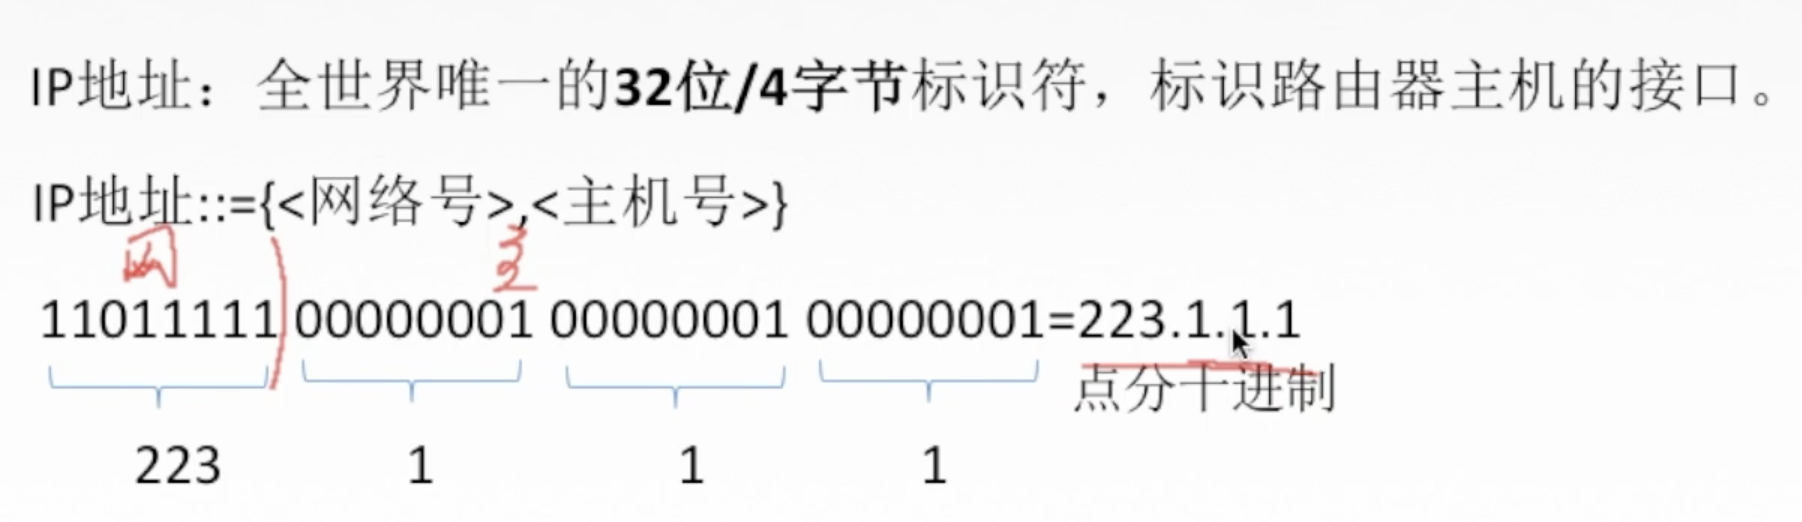 IP地址：全世界唯一的32位/4字节标识符，标识路由器主机的接口。
IP地址::={<网络号>,<主机号>}
网
11011111 00000001 00000001 00000001=223.1.1.1
点分十进制
223 1 1 1